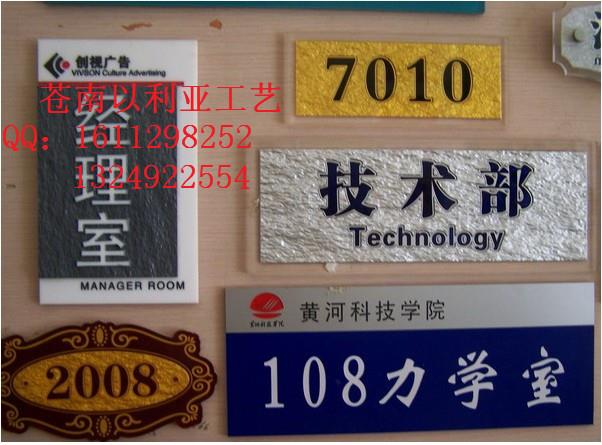 创视广告
VIVSON Culture Advertising
苍南以利亚工艺
QQ：1611298252
1324922554
经理室
MANAGER ROOM
7010
技术部
Technology
黄河科技学院
108力学室
2008